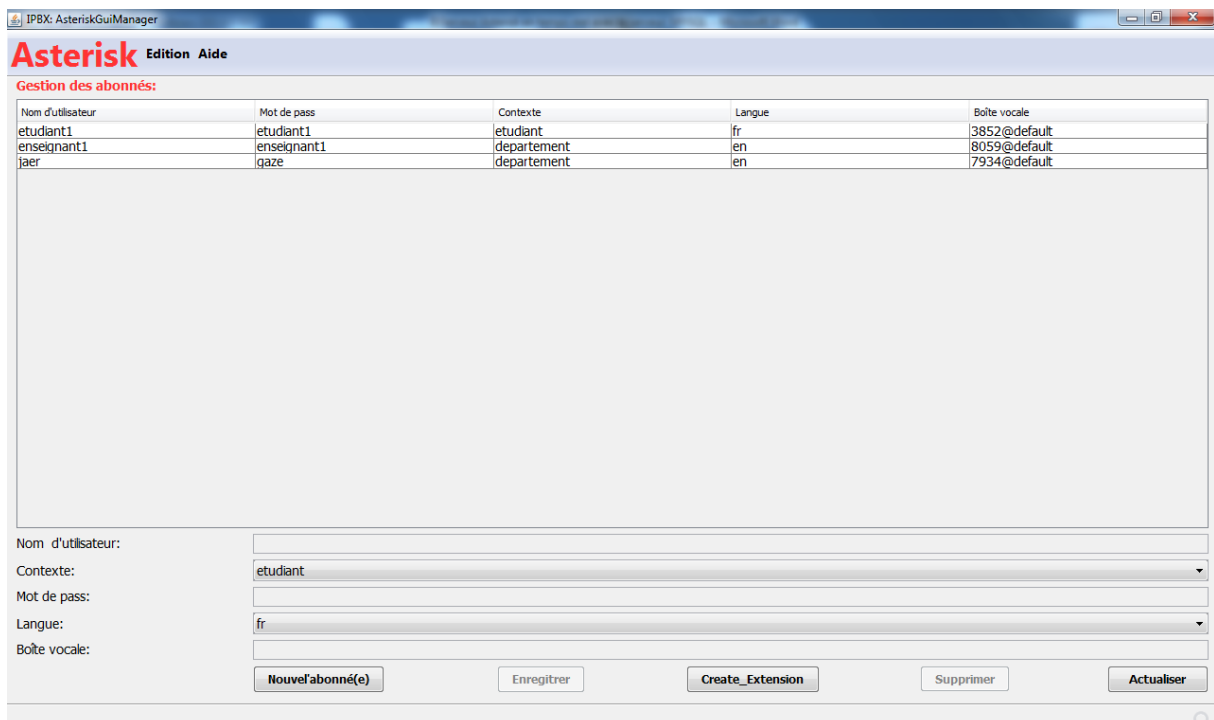 IPBX: AsteriskGuiManager
Asterisk Edition Aide
Gestion des abonnés:
Nom d'utilisateur Mot de pass Contexte Langue Boîte vocale
etudiant1 etudiant1 etudiant fr 3852@default
enseignant1 enseignant1 departement en 8059@default
jaer gaze departement en 7934@default
Nom d'utilisateur:
Contexte: etudiant
Mot de pass:
Langue: fr
Boîte vocale:
Nouvel'abonné(e) Enregitrer Create_Extension Supprimer Actualiser